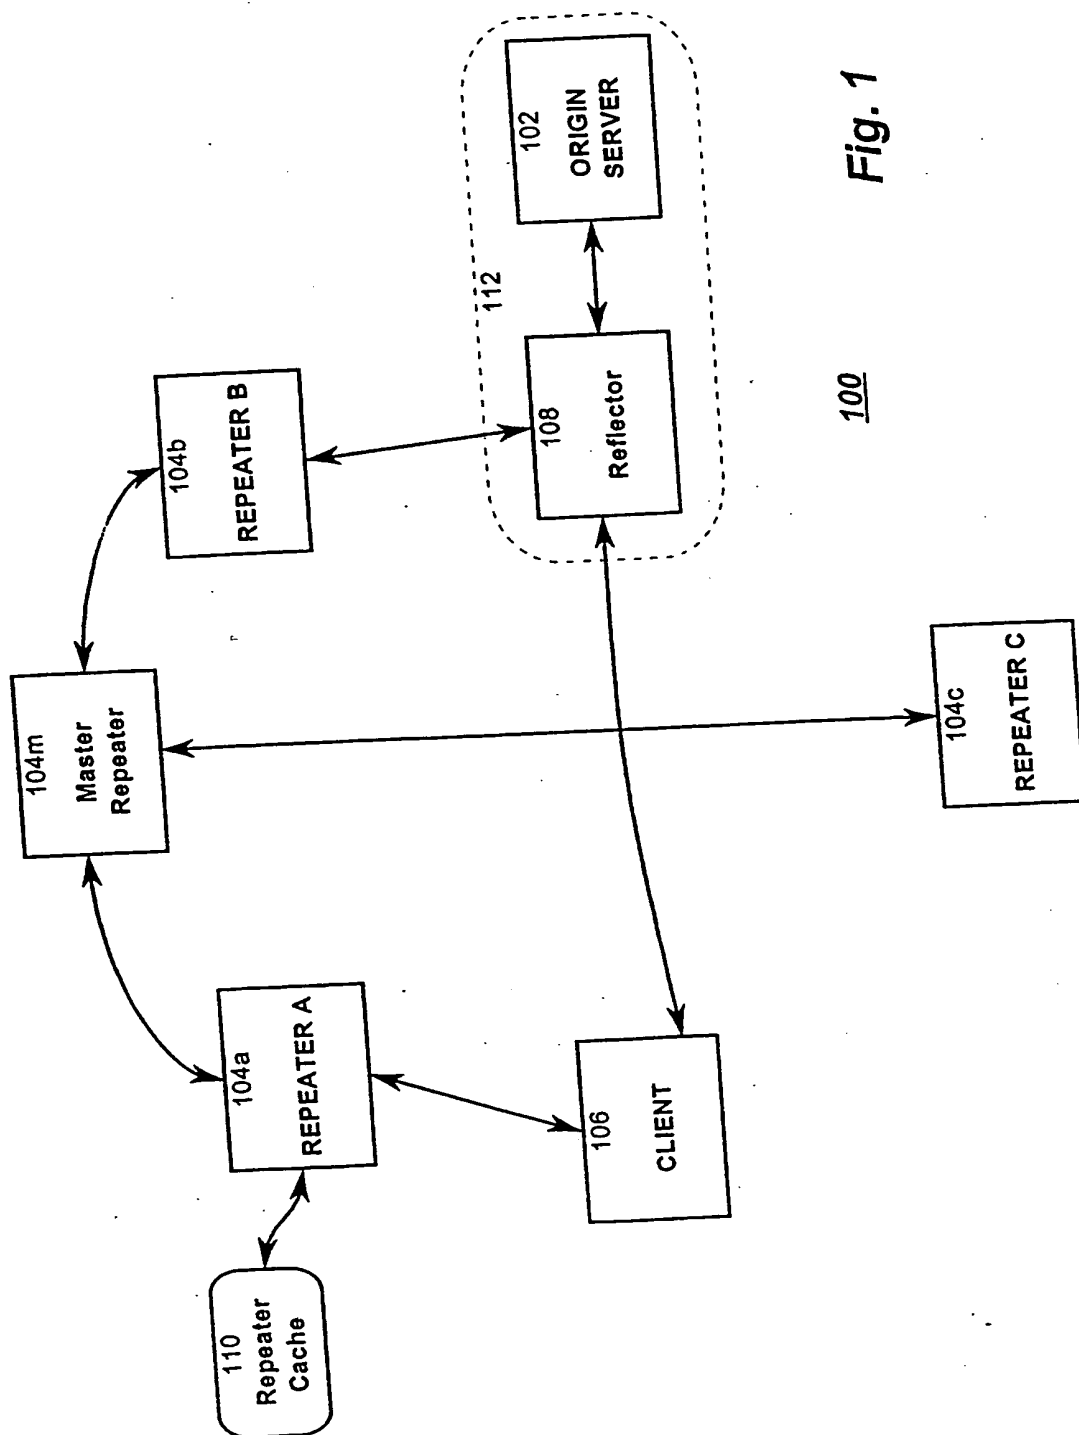 110
Repeater
Cache
104a
REPEATER A
106
CLIENT
104m
Master
Repeater
104c
REPEATER C
104b
REPEATER B
112
108
Reflector
102
ORIGIN
SERVER
100
Fig. 1